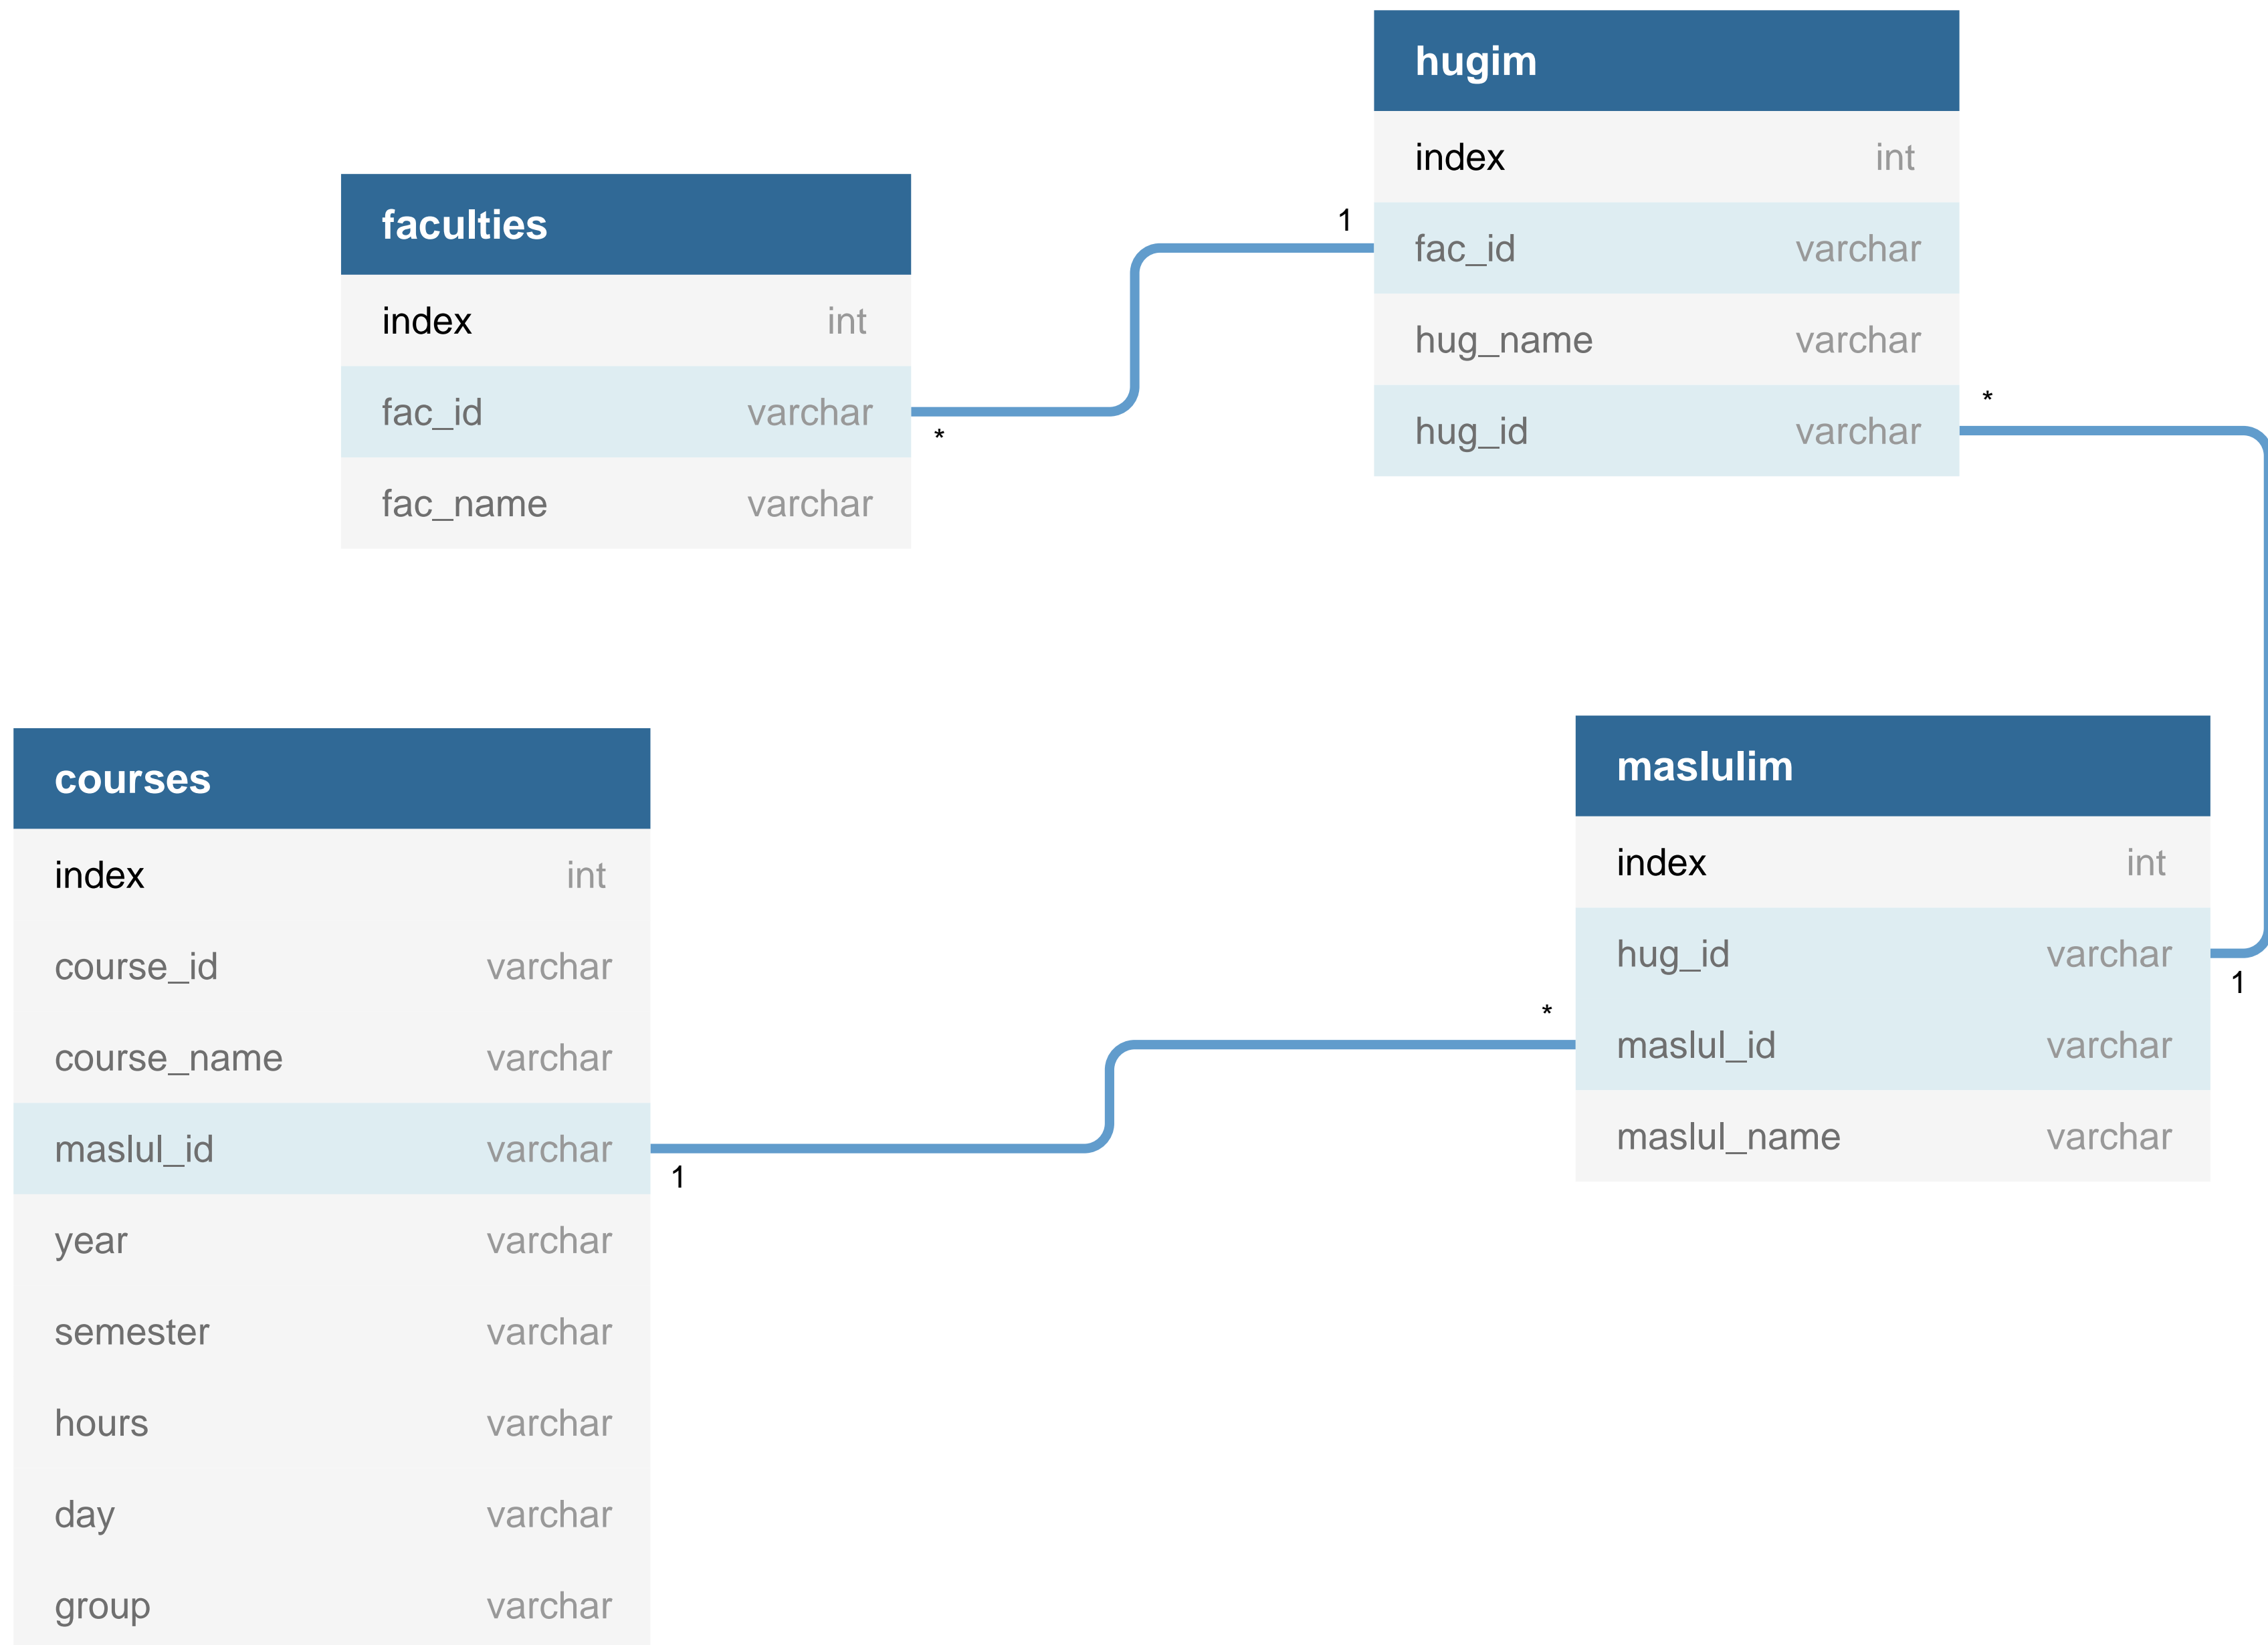 faculties
index int
fac_id varchar
fac_name varchar
*
1
hugim
index int
fac_id varchar
hug_name varchar
hug_id varchar
*
courses
index int
course_id varchar
course_name varchar
maslul_id varchar
year varchar
semester varchar
hours varchar
day varchar
group varchar
1
*
maslulim
index int
hug_id varchar
maslul_id varchar
maslul_name varchar
1